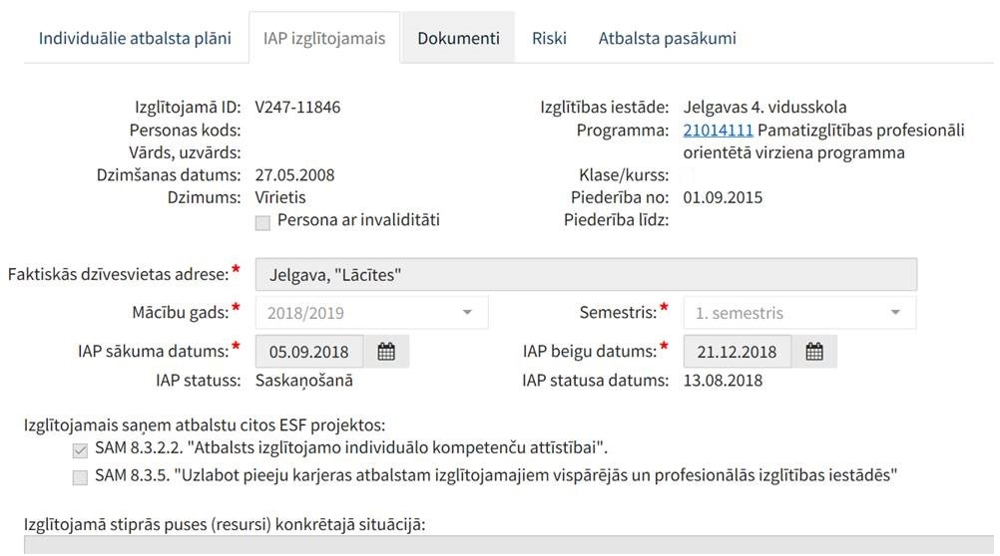 Individuālie atbalsta plāni IAP izglītojamais Dokumenti Riski Atbalsta pasākumi
Izglītojamā ID: V247-11846 Izglītības iestāde: Jelgavas 4. vidusskola
Personas kods: Programma: 21014111 Pamatizglītības profesionāli
Vārds, uzvārds: orientētā virziena programma
Dzimšanas datums: 27.05.2008 Klase/kurss:
Dzimums: Vīrietis Piederība no: 01.09.2015
Persona ar invaliditāti Piederība līdz:
Faktiskās dzīvesvietas adrese:* Jelgava, "Lācītes"
Mācību gads:* 2018/2019 Semestris:* 1. semestris
IAP sākuma datums:* 05.09.2018 IAP beigu datums:* 21.12.2018
IAP statuss: Saskaņošanā IAP statusa datums: 13.08.2018
Izglītojamais saņem atbalstu citos ESF projektos:
SAM 8.3.2.2. "Atbalsts izglītojamo individuālo kompetenču attīstībai".
SAM 8.3.5. "Uzlabot pieeju karjeras atbalstam izglītojamajiem vispārējās un profesionālās izglītības iestādēs"
Izglītojamā stiprās puses (resursi) konkrētajā situācijā: